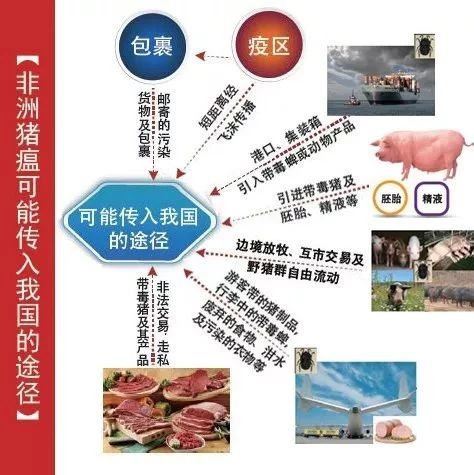 【非洲猪瘟可能传入我国的途径】
包裹
疫区
邮寄的污染
货物及包裹
短距离经
飞沫传播
港口、集装箱
引入带毒蜱或动物产品
引进带毒猪及
胚胎、精液等
胚胎
精液
可能传入我国
的途径
边境放牧、互市交易及
野猪群自由流动
游客带的猪制品,
行李中的带毒蜱,
废弃的食物、泔水
及污染的衣物等
非法交易、走私
带毒猪及其产品